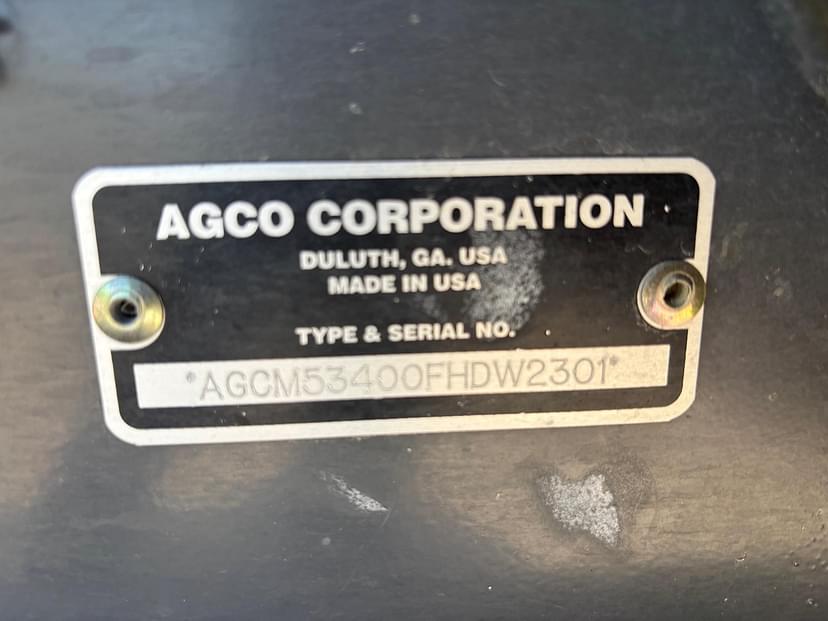 AGCO CORPORATION
DULUTH, GA. USA
MADE IN USA
TYPE & SERIAL NO.
*AGCM53400FHDW2301*